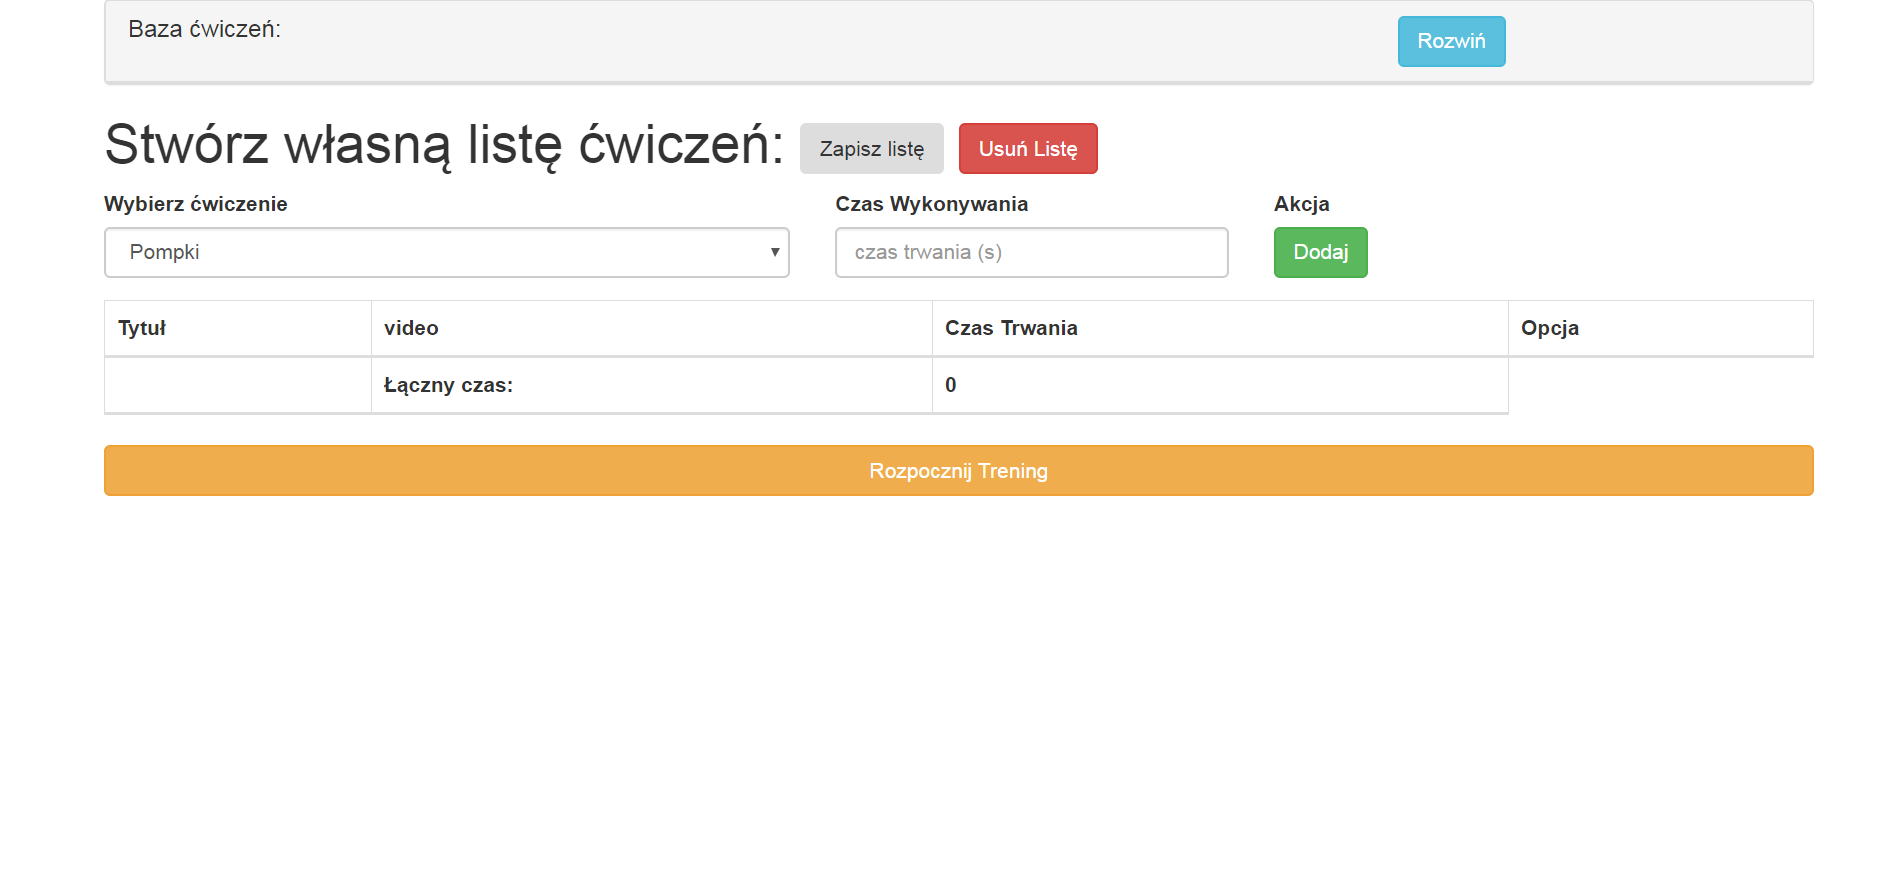 Baza ćwiczeń:
Rozwiń
Stwórz własną listę ćwiczeń:
Zapisz listę
Usuń Listę
Wybierz ćwiczenie
Czas Wykonywania
Akcja
Pompki
czas trwania (s)
Dodaj
Tytuł
video
Czas Trwania
Opcja
Łączny czas:
0
Rozpocznij Trening